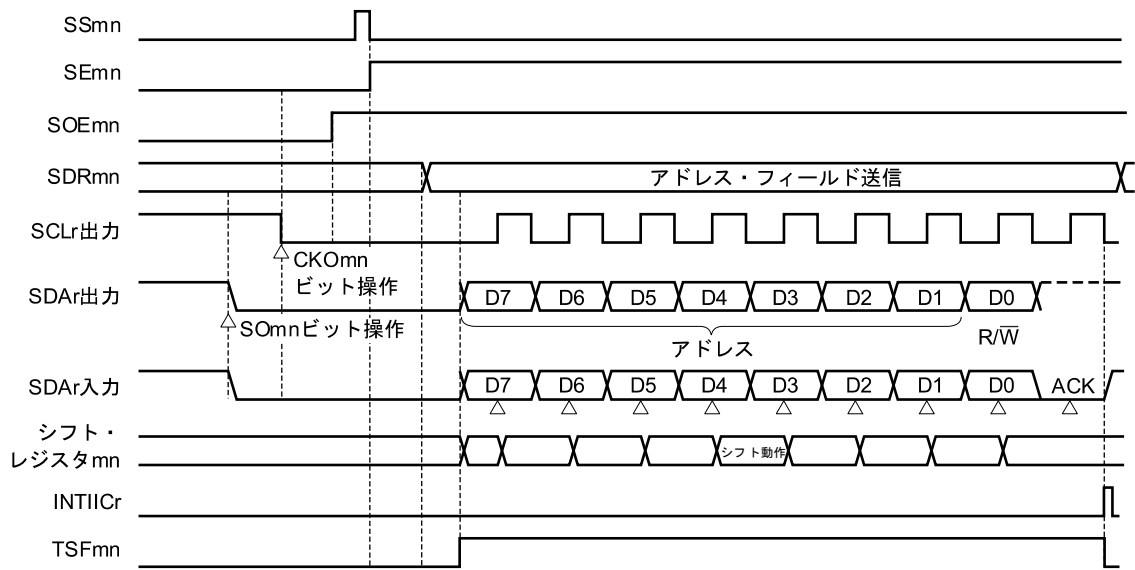 SSmn
SEmn
SOEmn
SDRmn
アドレス・フィールド送信
SCLr出力
CKOmn
ビット操作
SDAr出力
D7 D6 D5 D4 D3 D2 D1 D0
SOmnビット操作
アドレス
R/W̅
SDAr入力
D7 D6 D5 D4 D3 D2 D1 D0 ACK
シフト・
レジスタmn
シフト動作
INTIICr
TSFmn